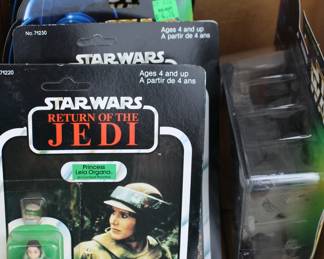 No. 71230
Ages 4 and up
A partir de 4 ans
STAR WARS
71220
Ages 4 and up
A partir de 4 ans
STAR WARS
RETURN OF THE
JEDI
Princess
Leia Organa